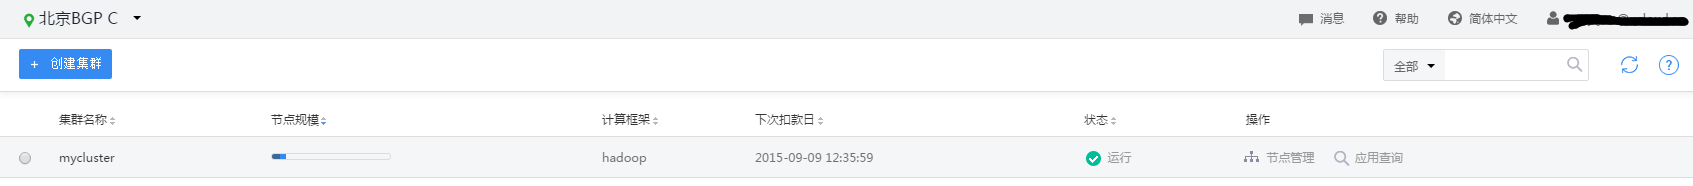 北京BGP C 消息 帮助 简体中文
+ 创建集群 全部
集群名称 节点规模 计算框架 下次扣款日 状态 操作
mycluster hadoop 2015-09-09 12:35:59 运行 节点管理 应用查询